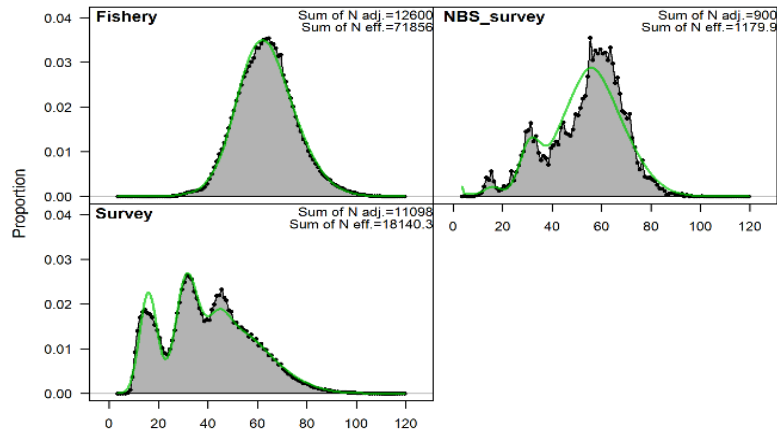 Fishery
Sum of N adj.=12600
Sum of N eff.=71856
NBS_survey
Sum of N adj.=900
Sum of N eff.=1179.9
0.04
0.03
0.02
0.01
0.00
Survey
Sum of N adj.=11098
Sum of N eff.=18140.3
0.04
0.03
0.02
0.01
0.00
Proportion
0 20 40 60 80 100 120
0 20 40 60 80 100 120